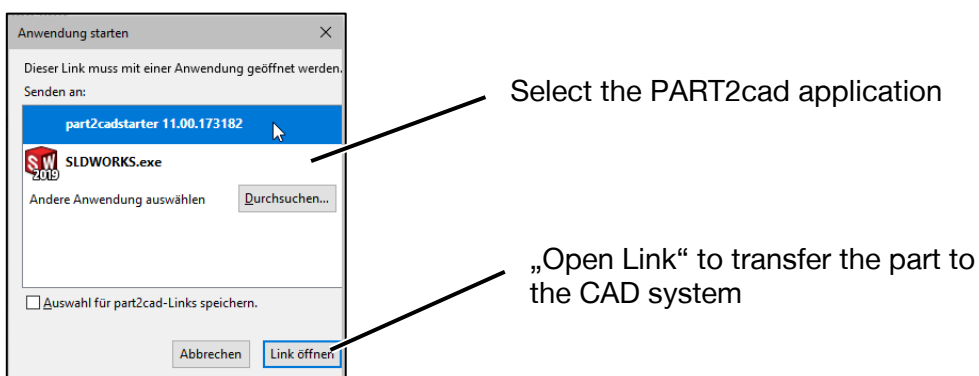 Anwendung starten
Dieser Link muss mit einer Anwendung geöffnet werden.
Senden an:
part2cadstarter 11.00.173182
SW 2019 SLDWORKS.exe
Andere Anwendung auswählen Durchsuchen...
Auswahl für part2cad-Links speichern.
Abbrechen Link öffnen
Select the PART2cad application
„Open Link“ to transfer the part to
the CAD system